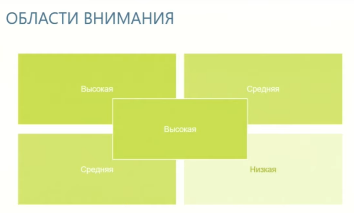 ОБЛАСТИ ВНИМАНИЯ
Высокая
Средняя
Высокая
Средняя
Низкая